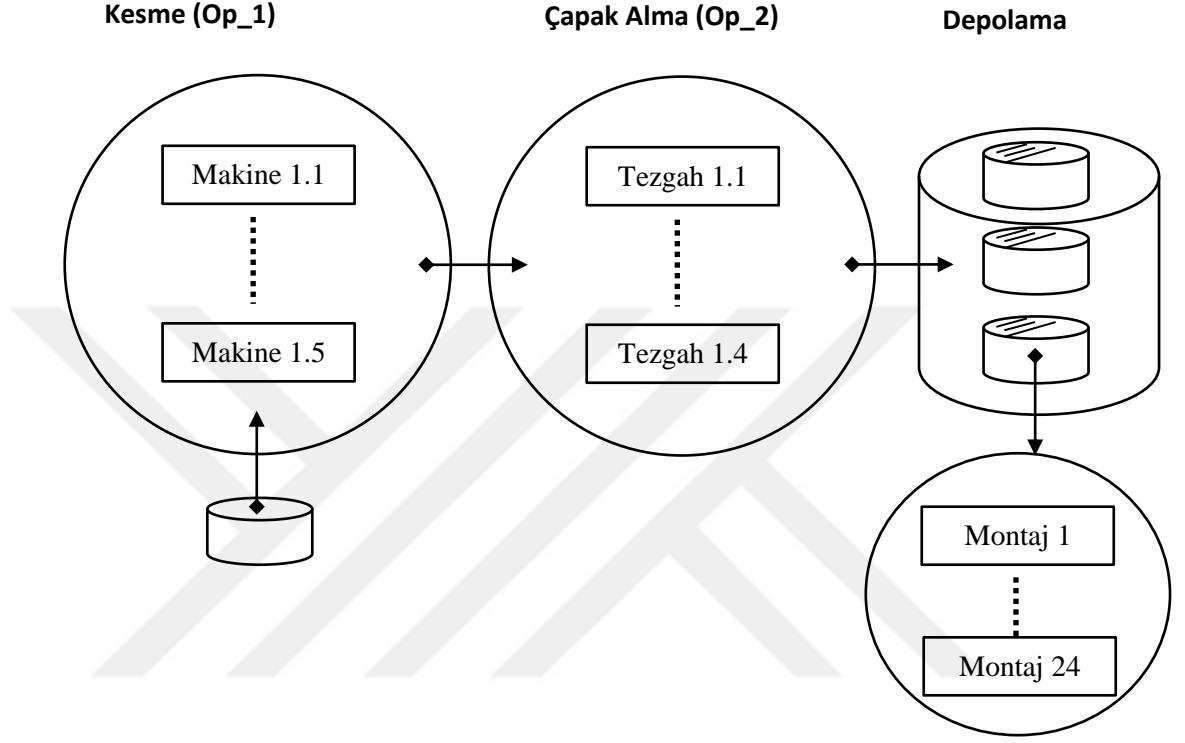 Kesme (Op_1)
Çapak Alma (Op_2)
Depolama
Makine 1.1
Makine 1.5
Tezgah 1.1
Tezgah 1.4
Montaj 1
Montaj 24